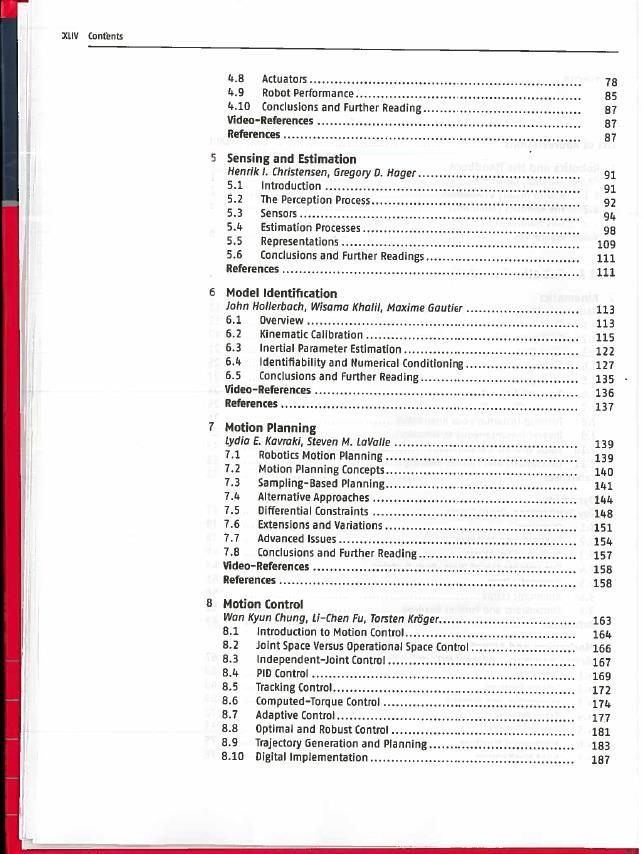 XLIV Contents
4.8 Actuators ........ 78
4.9 Robot Performance ........ 85
4.10 Conclusions and Further Reading ........ 87
Video-References ........ 87
References ........ 87
5 Sensing and Estimation
Henrik I. Christensen, Gregory D. Hager ........ 91
5.1 Introduction ........ 91
5.2 The Perception Process ........ 92
5.3 Sensors ........ 94
5.4 Estimation Processes ........ 98
5.5 Representations ........ 109
5.6 Conclusions and Further Readings ........ 111
References ........ 111
6 Model Identification
John Hollerbach, Wisama Khalil, Maxime Gautier ........ 113
6.1 Overview ........ 113
6.2 Kinematic Calibration ........ 115
6.3 Inertial Parameter Estimation ........ 122
6.4 Identifiability and Numerical Conditioning ........ 127
6.5 Conclusions and Further Reading ........ 135
Video-References ........ 136
References ........ 137
7 Motion Planning
Lydia E. Kavraki, Steven M. LaValle ........ 139
7.1 Robotics Motion Planning ........ 139
7.2 Motion Planning Concepts ........ 140
7.3 Sampling-Based Planning ........ 141
7.4 Alternative Approaches ........ 144
7.5 Differential Constraints ........ 148
7.6 Extensions and Variations ........ 151
7.7 Advanced Issues ........ 154
7.8 Conclusions and Further Reading ........ 157
Video-References ........ 158
References ........ 158
8 Motion Control
Wan Kyun Chung, Li-Chen Fu, Torsten Kröger ........ 163
8.1 Introduction to Motion Control ........ 164
8.2 Joint Space Versus Operational Space Control ........ 166
8.3 Independent-Joint Control ........ 167
8.4 PID Control ........ 169
8.5 Tracking Control ........ 172
8.6 Computed-Torque Control ........ 174
8.7 Adaptive Control ........ 177
8.8 Optimal and Robust Control ........ 181
8.9 Trajectory Generation and Planning ........ 183
8.10 Digital Implementation ........ 187